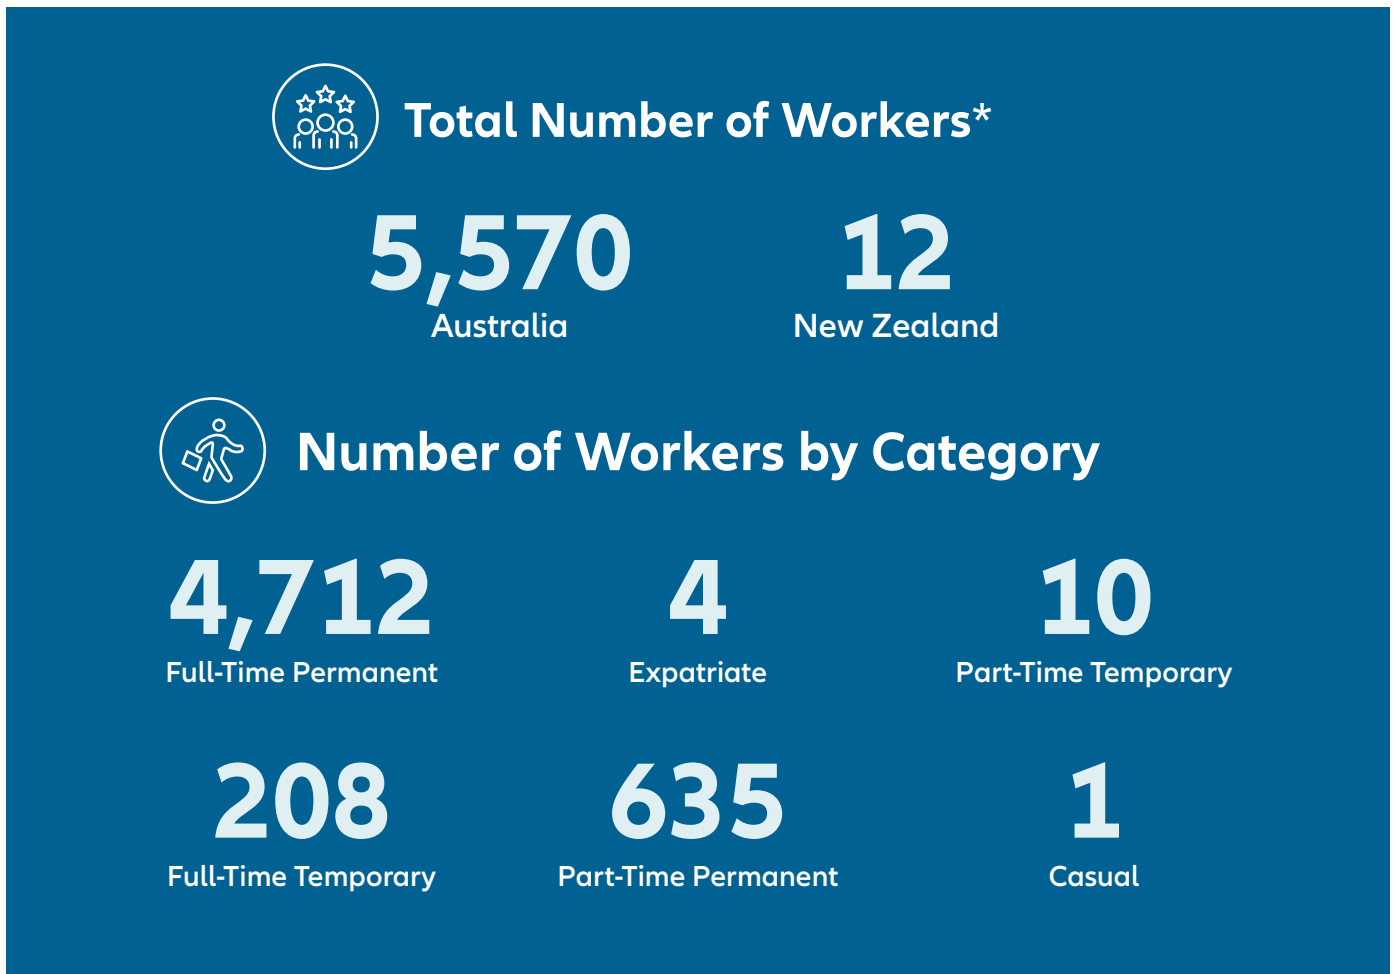 Total Number of Workers*
5,570
12
Australia
New Zealand
Number of Workers by Category
4,712
4
10
Full-Time Permanent
Expatriate
Part-Time Temporary
208
635
1
Full-Time Temporary
Part-Time Permanent
Casual